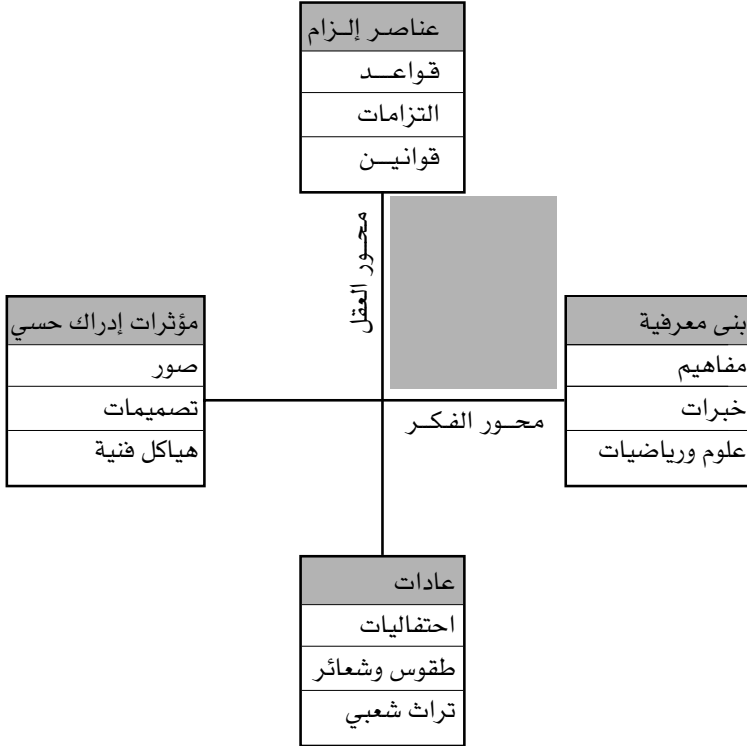 عناصر إلزام
قواعد
التزامات
قوانين
محور العقل
بنى معرفية
مفاهيم
خبرات
علوم ورياضيات
محور الفكر
مؤثرات إدراك حسي
صور
تصميمات
هياكل فنية
عادات
احتفاليات
طقوس وشعائر
تراث شعبي